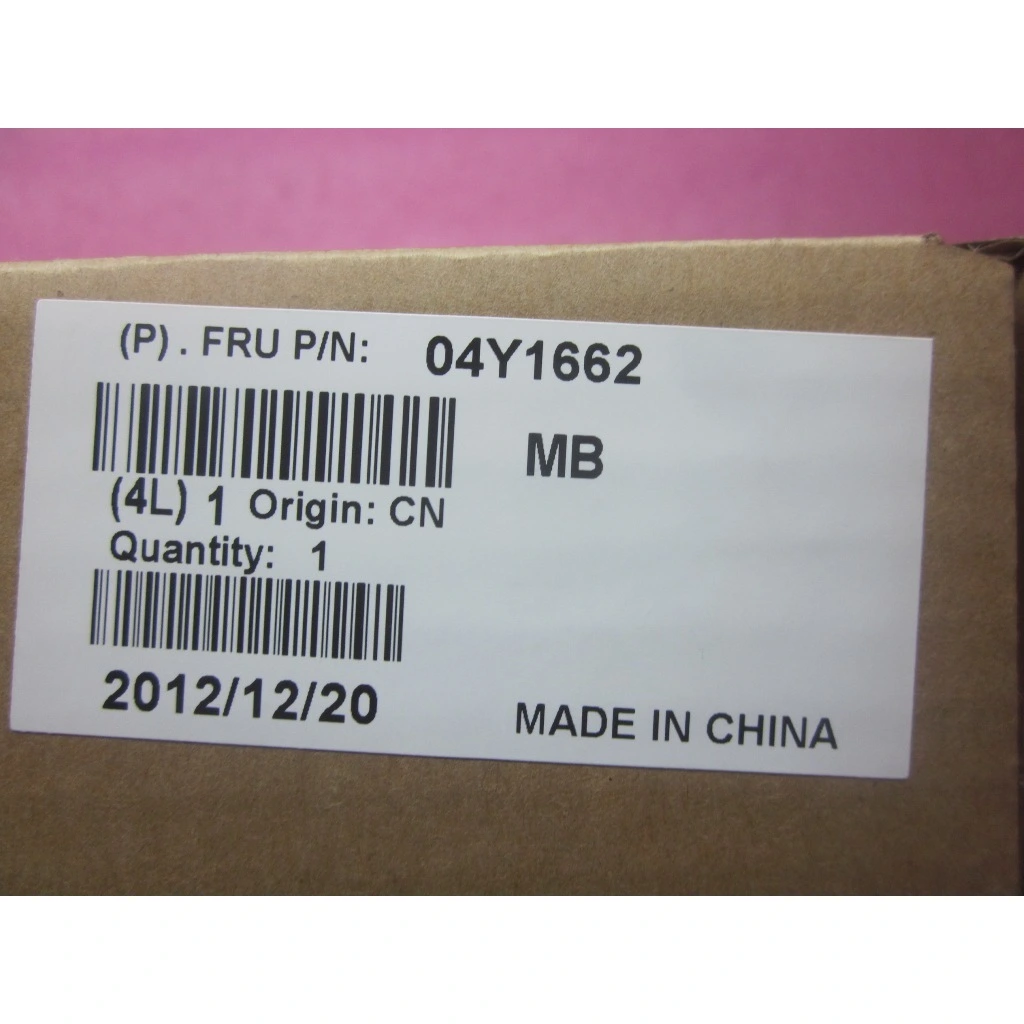 (P) . FRU P/N: 04Y1662
MB
(4L) 1 Origin: CN
Quantity: 1
2012/12/20
MADE IN CHINA